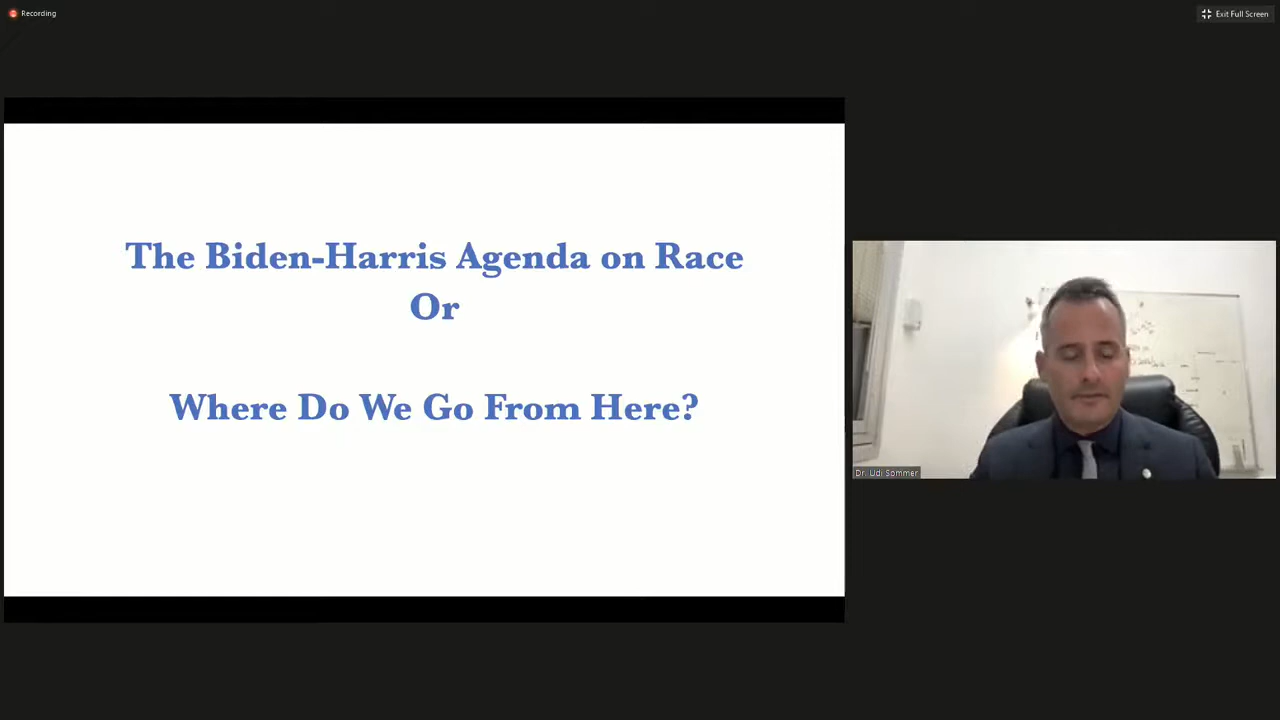 Recording
Exit Full Screen
The Biden-Harris Agenda on Race
Or
Where Do We Go From Here?
Dr. Udi Sommer